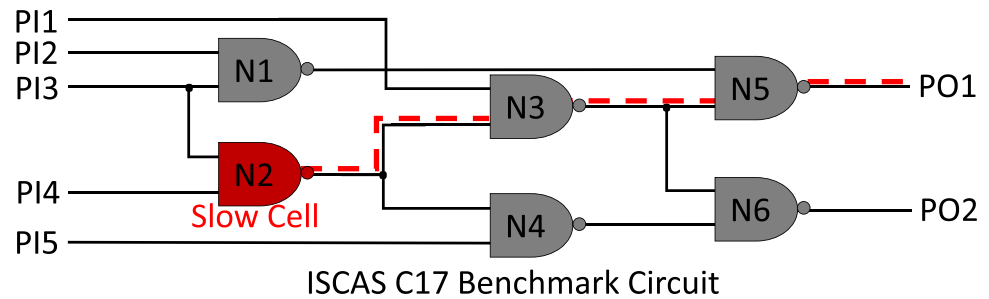 PI1
PI2
PI3
PI4
PI5
N1
N2
Slow Cell
N3
N4
N5
N6
PO1
PO2
ISCAS C17 Benchmark Circuit